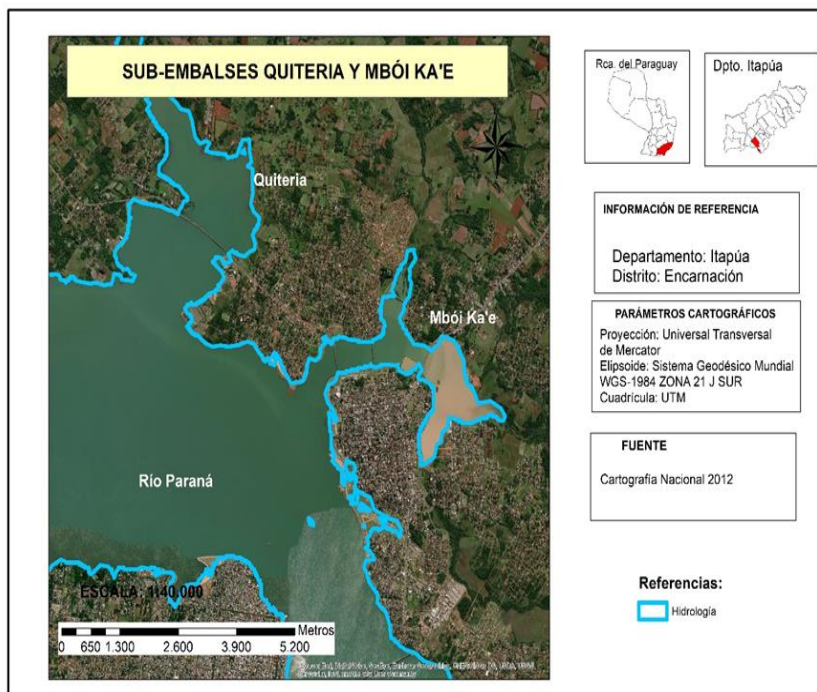 SUB-EMBALSES QUITERIA Y MBÓI KA'E
Quiteria
Mbói Ka'e
Río Paraná
ESCALA: 1:40.000
Metros
0 650 1.300 2.600 3.900 5.200
Rca. del Paraguay
Dpto. Itapúa
INFORMACIÓN DE REFERENCIA
Departamento: Itapúa
Distrito: Encarnación
PARÁMETROS CARTOGRÁFICOS
Proyección: Universal Transversal
de Mercator
Elipsoide: Sistema Geodésico Mundial
WGS-1984 ZONA 21 J SUR
Cuadrícula: UTM
FUENTE
Cartografía Nacional 2012
Referencias:
Hidrología